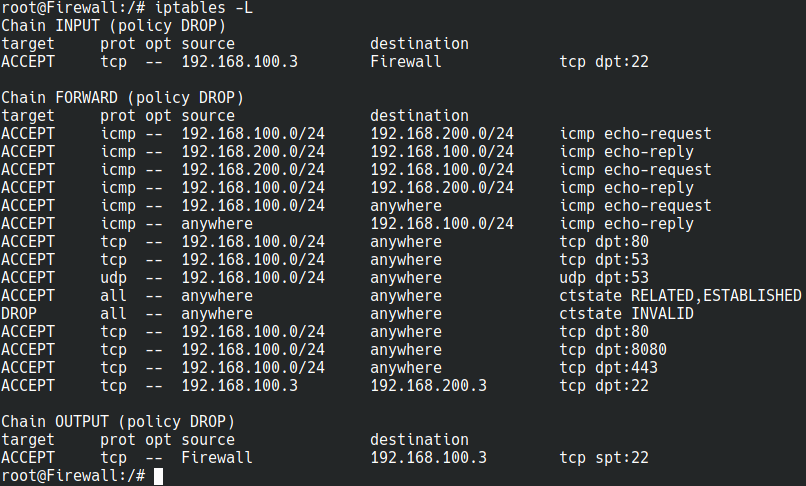 root@Firewall:/# iptables -L
Chain INPUT (policy DROP)
target     prot opt source               destination
ACCEPT     tcp  --  192.168.100.3        Firewall             tcp dpt:22

Chain FORWARD (policy DROP)
target     prot opt source               destination
ACCEPT     icmp --  192.168.100.0/24     192.168.200.0/24     icmp echo-request
ACCEPT     icmp --  192.168.200.0/24     192.168.100.0/24     icmp echo-reply
ACCEPT     icmp --  192.168.200.0/24     192.168.100.0/24     icmp echo-request
ACCEPT     icmp --  192.168.100.0/24     192.168.200.0/24     icmp echo-reply
ACCEPT     icmp --  192.168.100.0/24     anywhere             icmp echo-request
ACCEPT     icmp --  anywhere             192.168.100.0/24     icmp echo-reply
ACCEPT     tcp  --  192.168.100.0/24     anywhere             tcp dpt:80
ACCEPT     tcp  --  192.168.100.0/24     anywhere             tcp dpt:53
ACCEPT     udp  --  192.168.100.0/24     anywhere             udp dpt:53
ACCEPT     all  --  anywhere             anywhere             ctstate RELATED,ESTABLISHED
DROP       all  --  anywhere             anywhere             ctstate INVALID
ACCEPT     tcp  --  192.168.100.0/24     anywhere             tcp dpt:80
ACCEPT     tcp  --  192.168.100.0/24     anywhere             tcp dpt:8080
ACCEPT     tcp  --  192.168.100.0/24     anywhere             tcp dpt:443
ACCEPT     tcp  --  192.168.100.3        192.168.200.3        tcp dpt:22

Chain OUTPUT (policy DROP)
target     prot opt source               destination
ACCEPT     tcp  --  Firewall             192.168.100.3        tcp spt:22
root@Firewall:/#